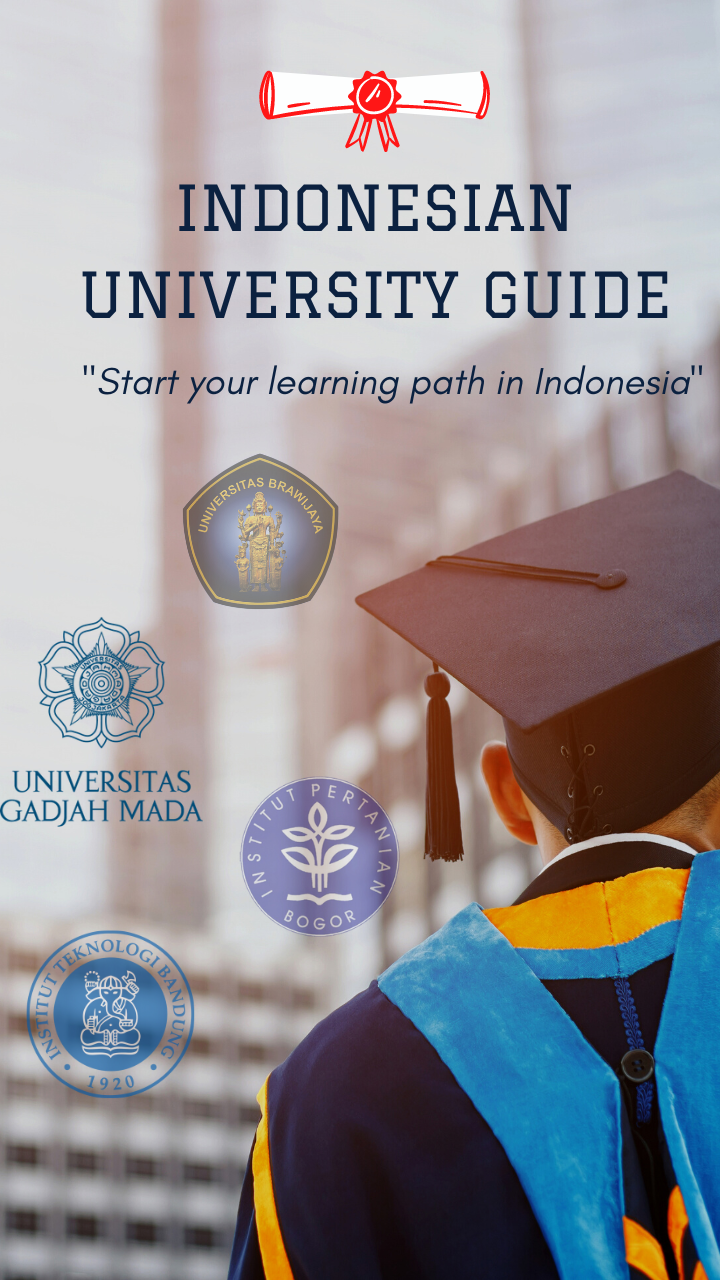 INDONESIAN
UNIVERSITY GUIDE
"Start your learning path in Indonesia"
UNIVERSITAS BRAWIJAYA
UNIVERSITAS
GADJAH MADA
INSTITUT PERTANIAN
BOGOR
INSTITUT TEKNOLOGI BANDUNG
• 1920 •